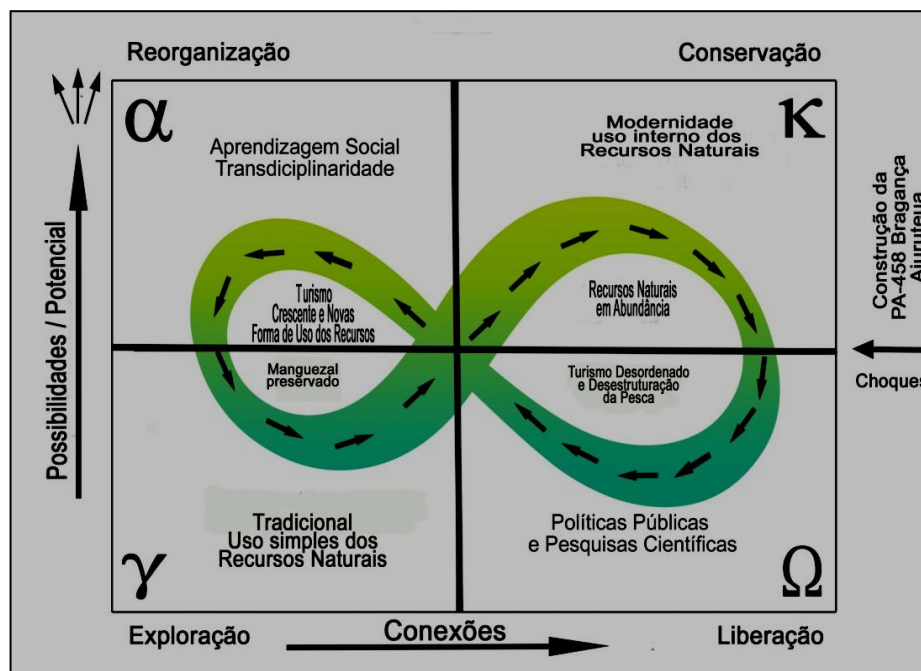 Reorganização
Conservação
α
Aprendizagem Social
Transdiciplinaridade
Modernidade
uso interno dos
Recursos Naturais
κ
Possibilidades / Potencial
Turismo
Crescente e Novas
Forma de Uso dos Recursos
Recursos Naturais
em Abundância
Construção da
PA-458 Bragança
Ajuruteua
Choques
Manguezal
preservado
Turismo Desordenado
e Desestruturação
da Pesca
Tradicional
Uso simples dos
Recursos Naturais
Políticas Públicas
e Pesquisas Científicas
γ
Ω
Exploração
Conexões
Liberação